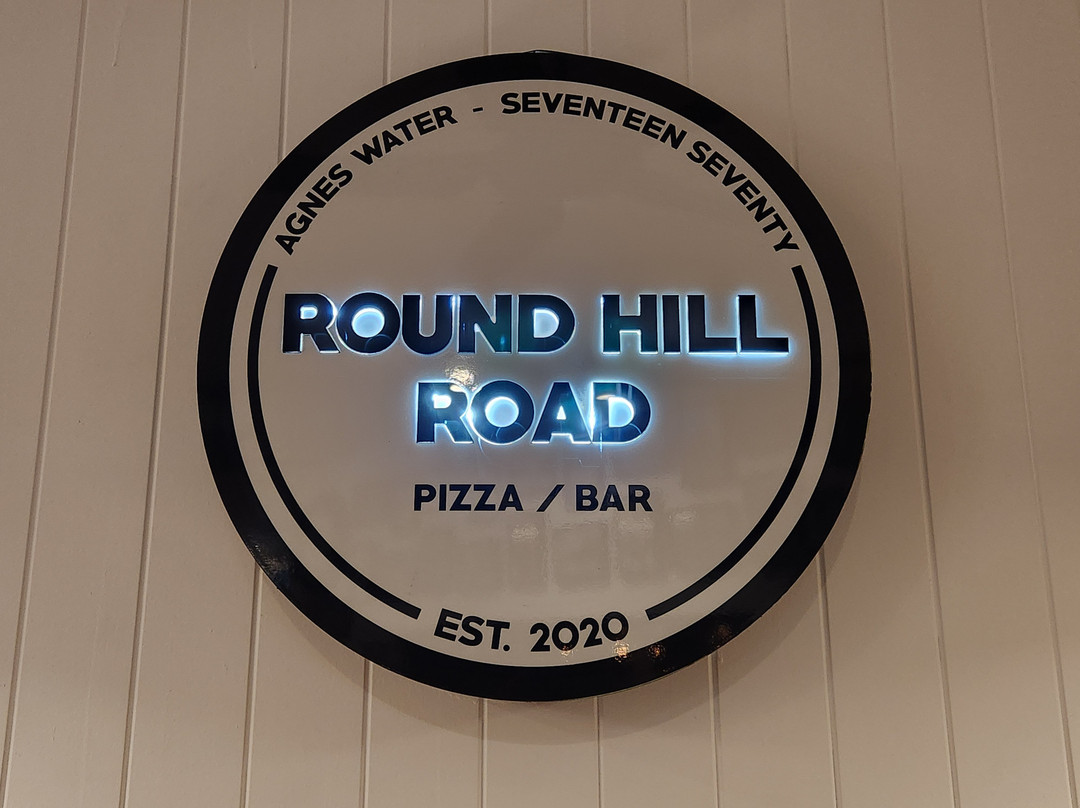 AGNES WATER - SEVENTEEN SEVENTY
ROUND HILL
ROAD
PIZZA / BAR
EST. 2020